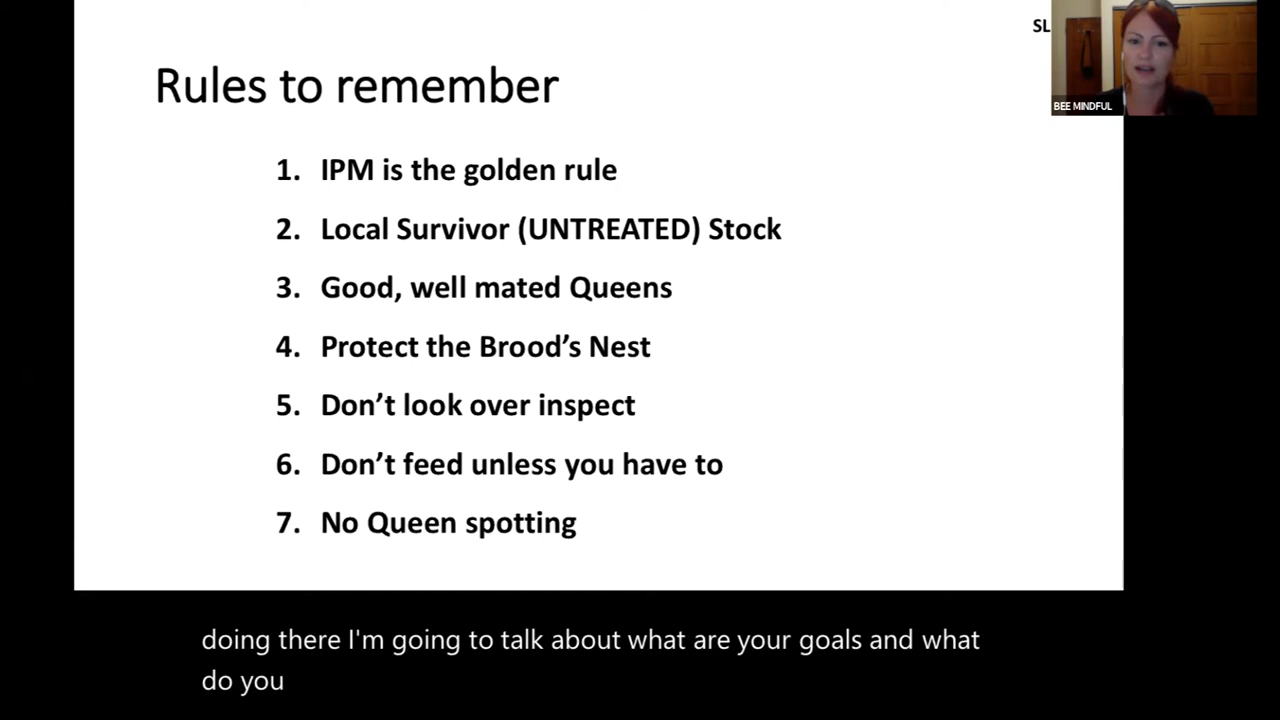 SL
Rules to remember
BEE MINDFUL
1. IPM is the golden rule
2. Local Survivor (UNTREATED) Stock
3. Good, well mated Queens
4. Protect the Brood’s Nest
5. Don’t look over inspect
6. Don’t feed unless you have to
7. No Queen spotting
doing there I'm going to talk about what are your goals and what
do you